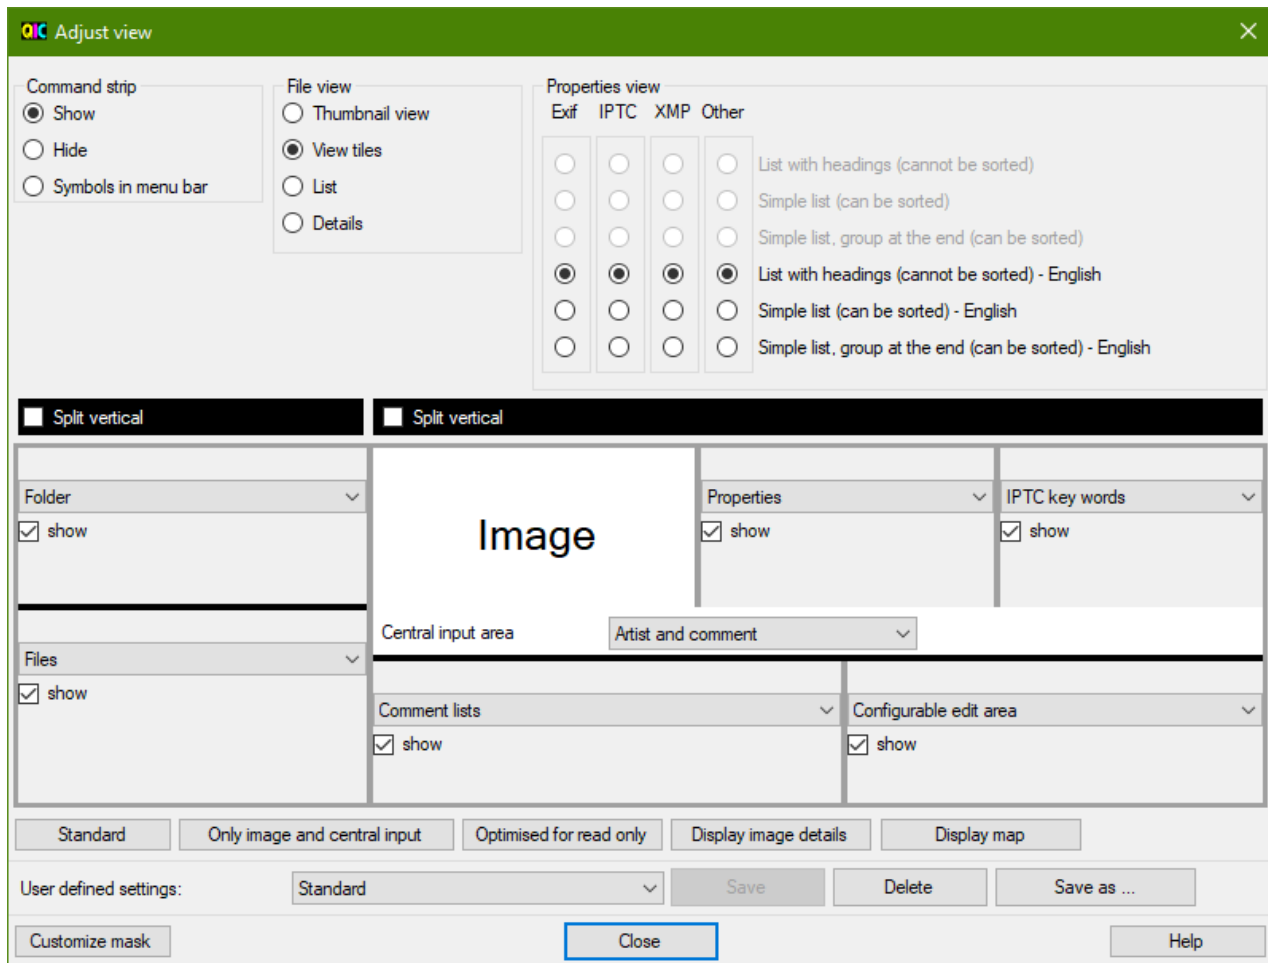 QIC Adjust view
Command strip
Show
Hide
Symbols in menu bar
File view
Thumbnail view
View tiles
List
Details
Properties view
Exif IPTC XMP Other
List with headings (cannot be sorted)
Simple list (can be sorted)
Simple list, group at the end (can be sorted)
List with headings (cannot be sorted) - English
Simple list (can be sorted) - English
Simple list, group at the end (can be sorted) - English
Split vertical
Split vertical
Folder
show
Files
show
Image
Properties
show
IPTC key words
show
Central input area Artist and comment
Comment lists
show
Configurable edit area
show
Standard Only image and central input Optimised for read only Display image details Display map
User defined settings: Standard Save Delete Save as ...
Customize mask Close Help